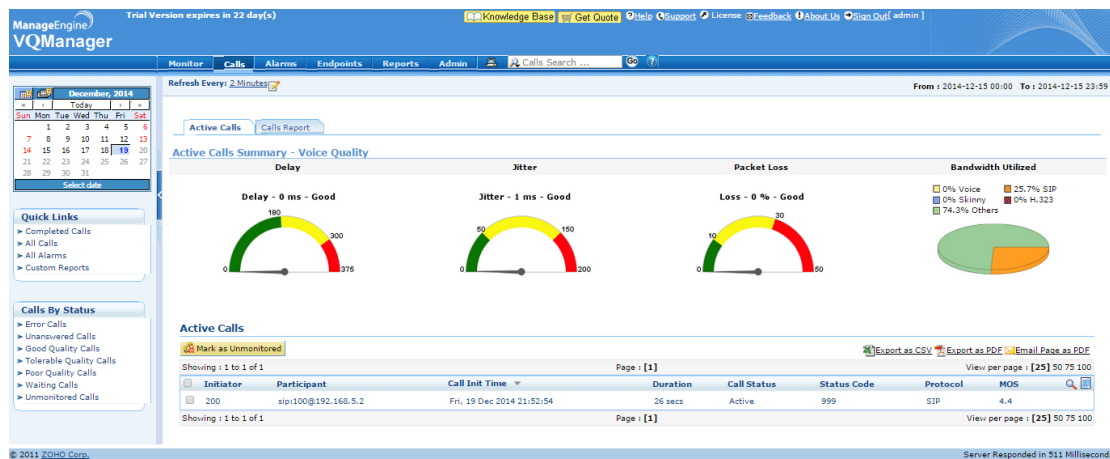 Trial Version expires in 22 day(s)
Knowledge Base Get Quote Help Support License Feedback About Us Sign Out[ admin ]
ManageEngine
VQManager
Monitor Calls Alarms Endpoints Reports Admin Calls Search ... Go ?
Refresh Every: 2 Minutes
From : 2014-12-15 00:00 To : 2014-12-15 23:59
December, 2014
« ‹ Today › »
Sun Mon Tue Wed Thu Fri Sat
1 2 3 4 5 6
7 8 9 10 11 12 13
14 15 16 17 18 19 20
21 22 23 24 25 26 27
28 29 30 31
Select date
Quick Links
Completed Calls
All Calls
All Alarms
Custom Reports
Calls By Status
Error Calls
Unanswered Calls
Good Quality Calls
Tolerable Quality Calls
Poor Quality Calls
Waiting Calls
Unmonitored Calls
Active Calls Calls Report
Active Calls Summary - Voice Quality
Delay Jitter Packet Loss Bandwidth Utilized
Delay - 0 ms - Good
0 180 300 375
Jitter - 1 ms - Good
0 50 150 200
Loss - 0 % - Good
0 10 30 50
0% Voice 25.7% SIP
0% Skinny 0% H.323
74.3% Others
Active Calls
Mark as Unmonitored
Export as CSV Export as PDF Email Page as PDF
Showing : 1 to 1 of 1 Page : [1] View per page : [25] 50 75 100
Initiator Participant Call Init Time Duration Call Status Status Code Protocol MOS
200 sip:100@192.168.5.2 Fri, 19 Dec 2014 21:52:54 26 secs Active 999 SIP 4.4
Showing : 1 to 1 of 1 Page : [1] View per page : [25] 50 75 100
© 2011 ZOHO Corp.
Server Responded in 511 Millisecond